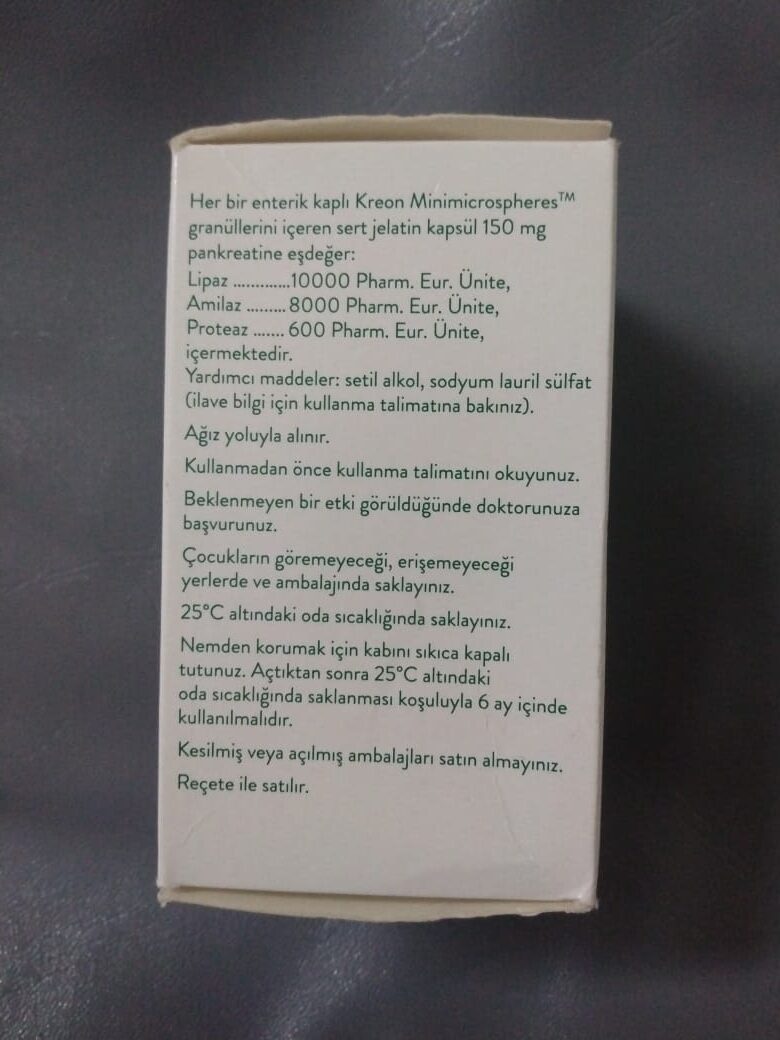 Her bir enterik kaplı Kreon Minimicrospheres™
granüllerini içeren sert jelatin kapsül 150 mg
pankreatine eşdeğer:
Lipaz .............10000 Pharm. Eur. Ünite,
Amilaz .........8000 Pharm. Eur. Ünite,
Proteaz .......600 Pharm. Eur. Ünite,
içermektedir.
Yardımcı maddeler: setil alkol, sodyum lauril sülfat
(ilave bilgi için kullanma talimatına bakınız).
Ağız yoluyla alınır.
Kullanmadan önce kullanma talimatını okuyunuz.
Beklenmeyen bir etki görüldüğünde doktorunuza
başvurunuz.
Çocukların göremeyeceği, erişemeyeceği
yerlerde ve ambalajında saklayınız.
25°C altındaki oda sıcaklığında saklayınız.
Nemden korumak için kabını sıkıca kapalı
tutunuz. Açtıktan sonra 25°C altındaki
oda sıcaklığında saklanması koşuluyla 6 ay içinde
kullanılmalıdır.
Kesilmiş veya açılmış ambalajları satın almayınız.
Reçete ile satılır.